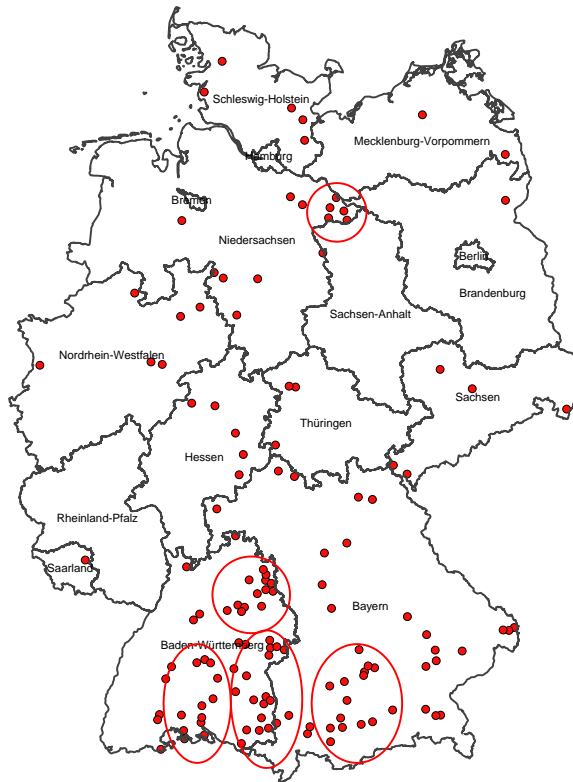 Schleswig-Holstein
Mecklenburg-Vorpommern
Hamburg
Bremen
Niedersachsen
Berlin
Brandenburg
Sachsen-Anhalt
Nordrhein-Westfalen
Sachsen
Thüringen
Hessen
Rheinland-Pfalz
Saarland
Bayern
Baden-Württemberg